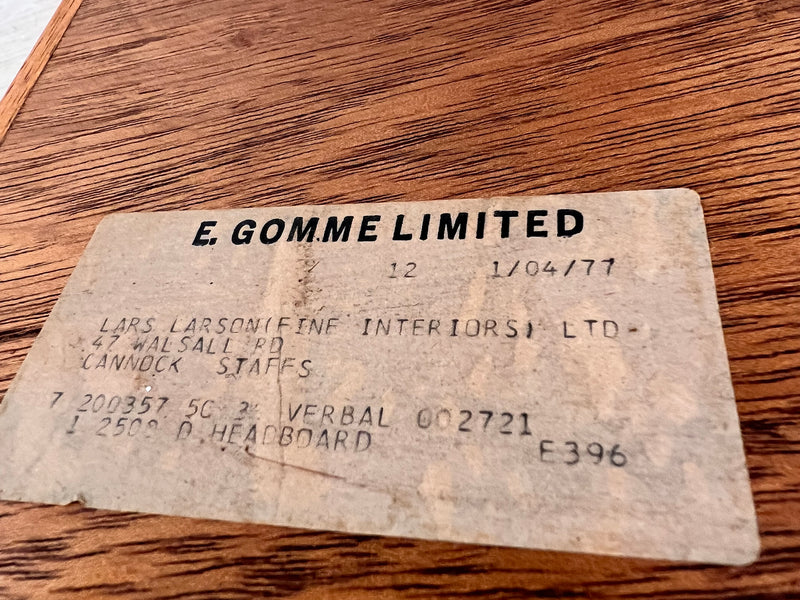 E. GOMME LIMITED
12 1/04/77
LARS LARSON(FINE INTERIORS) LTD-
47 WALSALL RD
CANNOCK STAFFS
7 200357 5C VERBAL 002721
1 2508 D.HEADBOARD E396